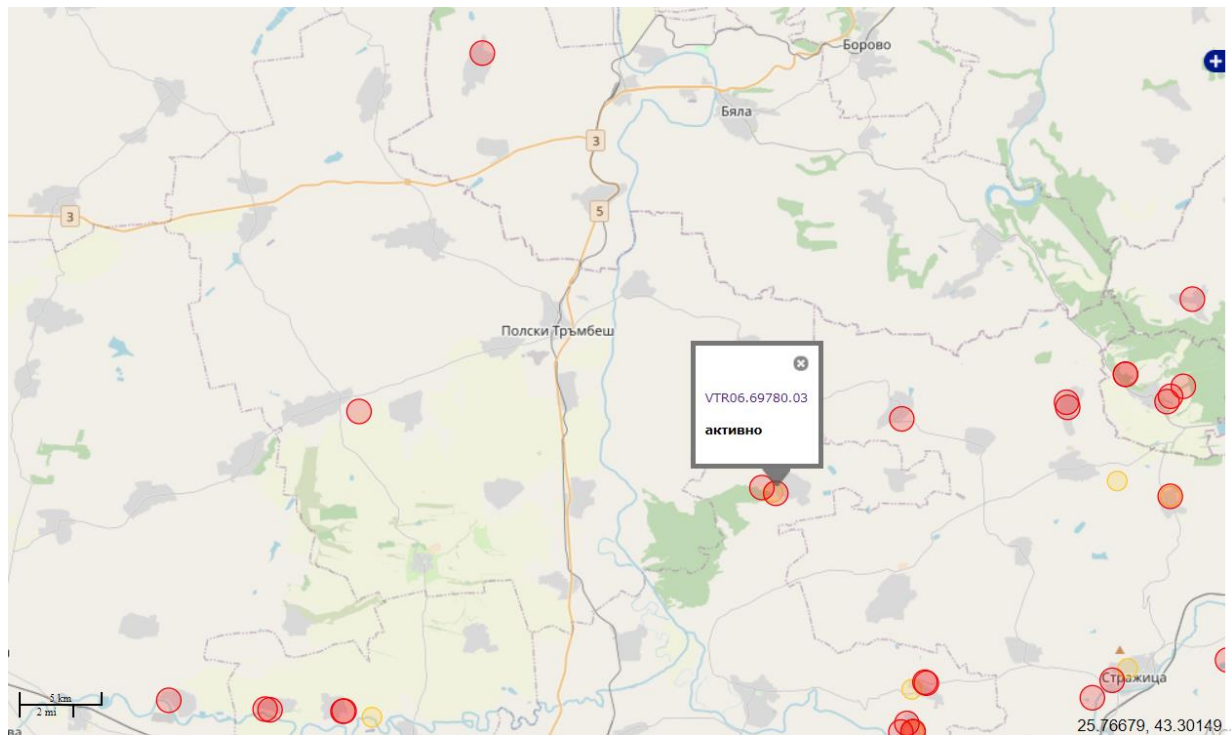 Борово
Бяла
3
3
5
Полски Тръмбеш
VTR06.69780.03
активно
Стражица
5 km
2 mi
25.76679, 43.30149
ва